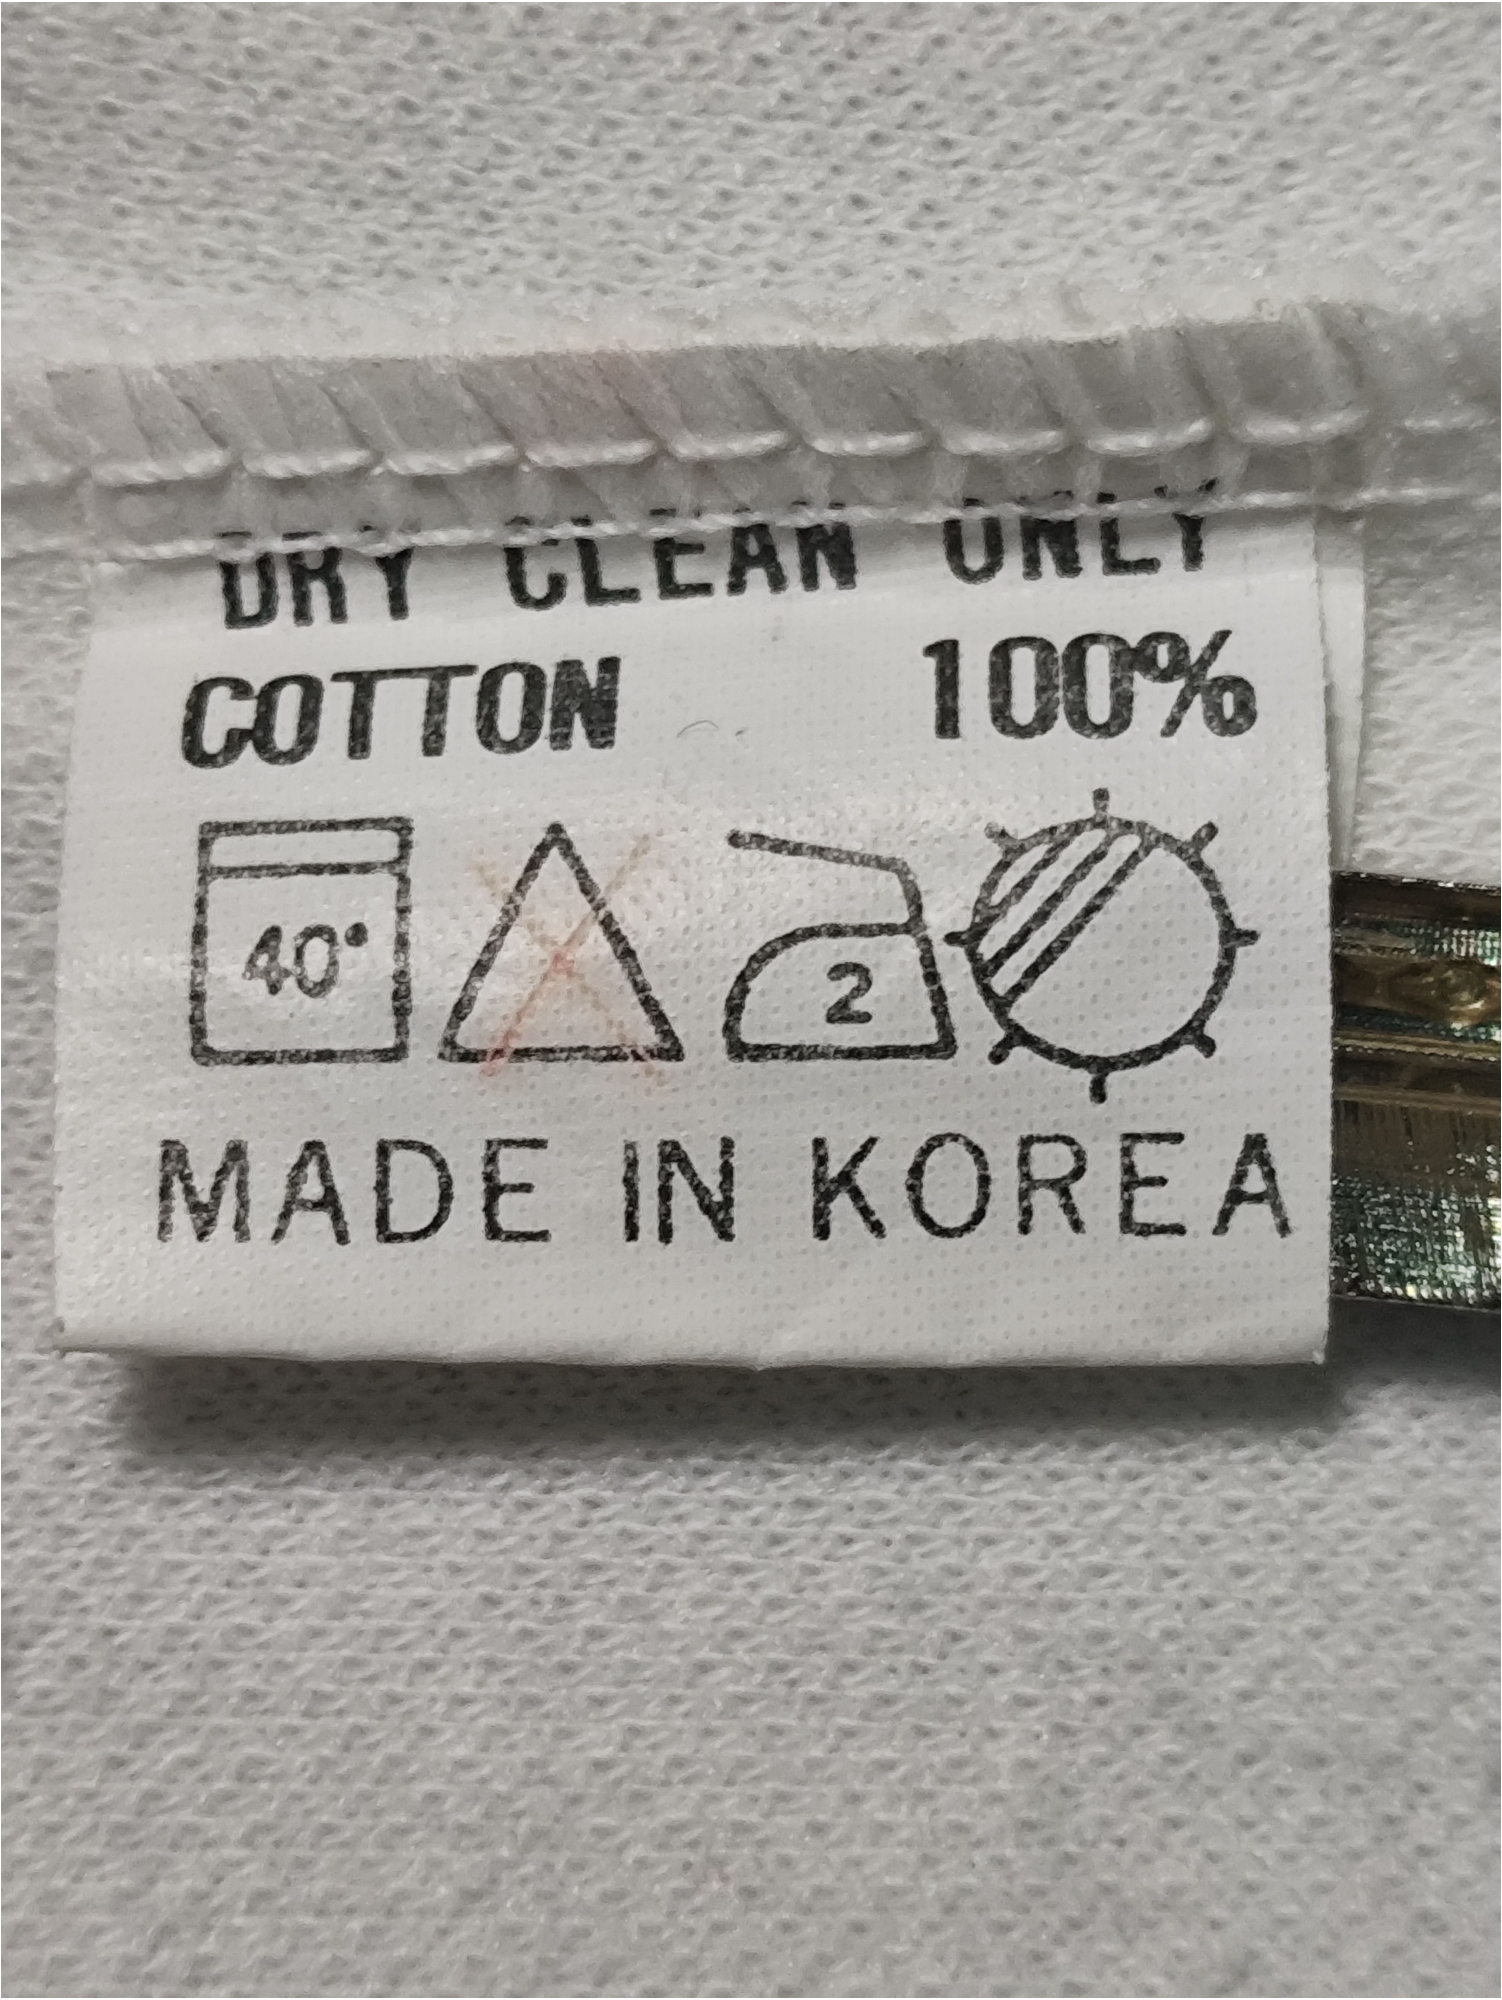 DRY CLEAN ONLY
COTTON 100%
40° 2
MADE IN KOREA